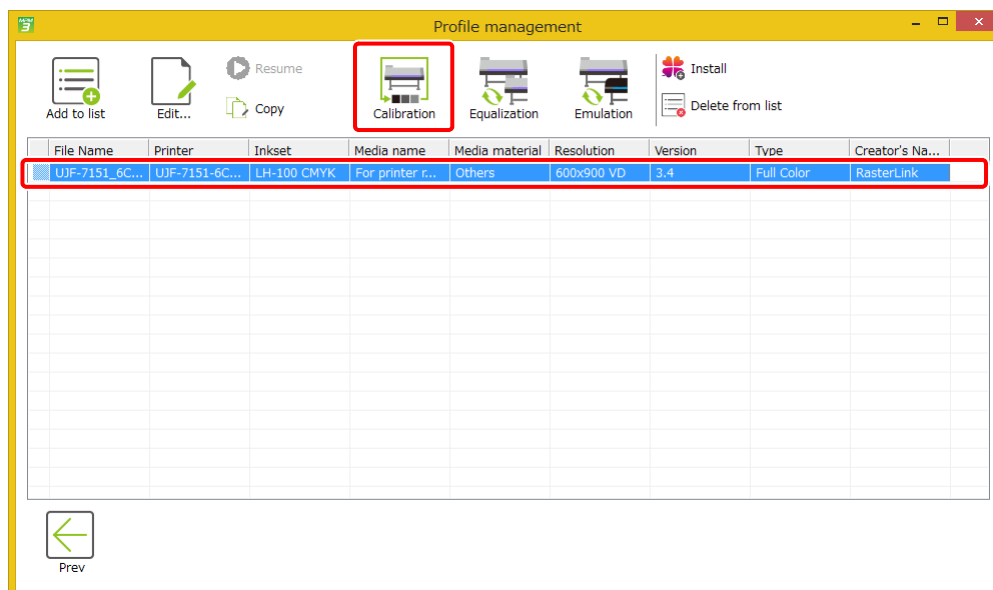 MPM
3
Profile management
Add to list
Edit...
Resume
Copy
Calibration
Equalization
Emulation
Install
Delete from list
File Name Printer Inkset Media name Media material Resolution Version Type Creator's Na...
UJF-7151_6C... UJF-7151-6C... LH-100 CMYK For printer r... Others 600x900 VD 3.4 Full Color RasterLink
Prev